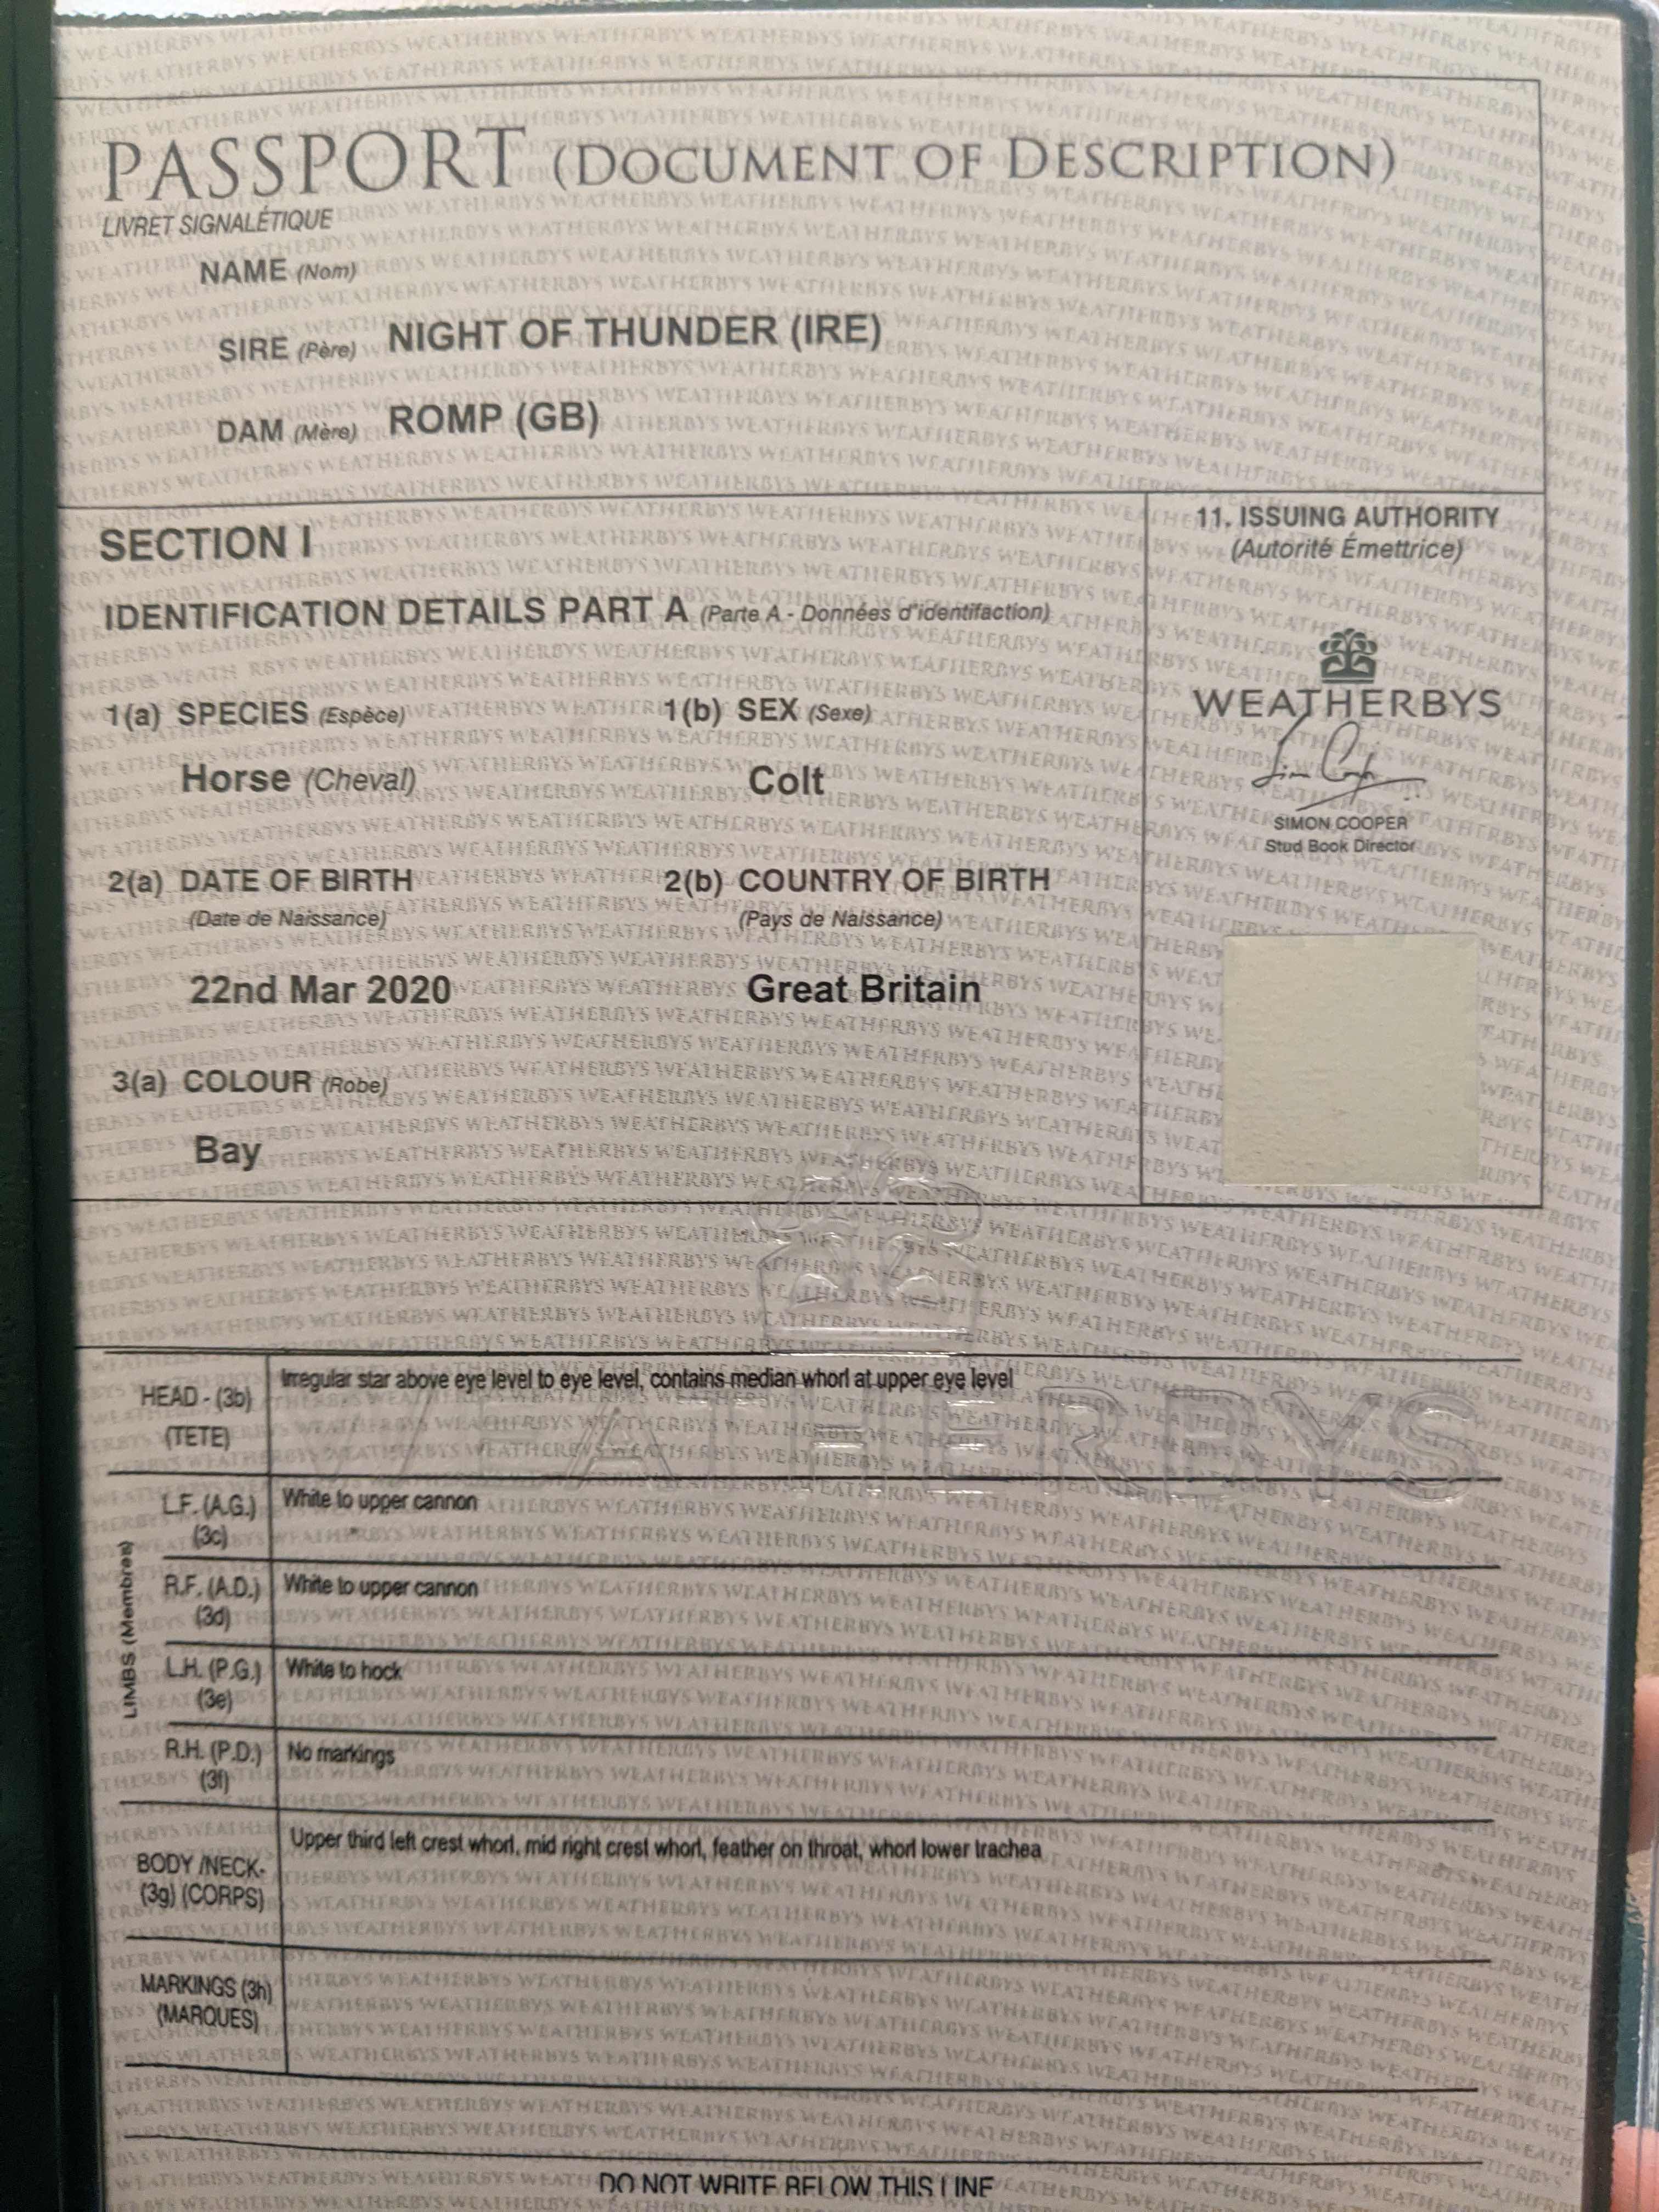 PASSPORT (DOCUMENT OF DESCRIPTION)
LIVRET SIGNALÉTIQUE
NAME (Nom)
SIRE (Père) NIGHT OF THUNDER (IRE)
DAM (Mère) ROMP (GB)
SECTION I
IDENTIFICATION DETAILS PART A (Parte A - Données d'identifaction)
1(a) SPECIES (Espèce) 1(b) SEX (Sexe)
Horse (Cheval) Colt
2(a) DATE OF BIRTH 2(b) COUNTRY OF BIRTH
(Date de Naissance) (Pays de Naissance)
22nd Mar 2020 Great Britain
3(a) COLOUR (Robe)
Bay
11. ISSUING AUTHORITY
(Autorité Émettrice)
WEATHERBYS
SIMON COOPER
Stud Book Director
WEATHERBYS
HEAD - (3b) Irregular star above eye level to eye level, contains median whorl at upper eye level
(TETE)
LIMBS (Membres)
L.F. (A.G.) White to upper cannon
(3c)
R.F. (A.D.) White to upper cannon
(3d)
L.H. (P.G.) White to hock
(3e)
R.H. (P.D.) No markings
(3f)
BODY /NECK- Upper third left crest whorl, mid right crest whorl, feather on throat, whorl lower trachea
(3g) (CORPS)
MARKINGS (3h)
(MARQUES)
DO NOT WRITE BELOW THIS LINE